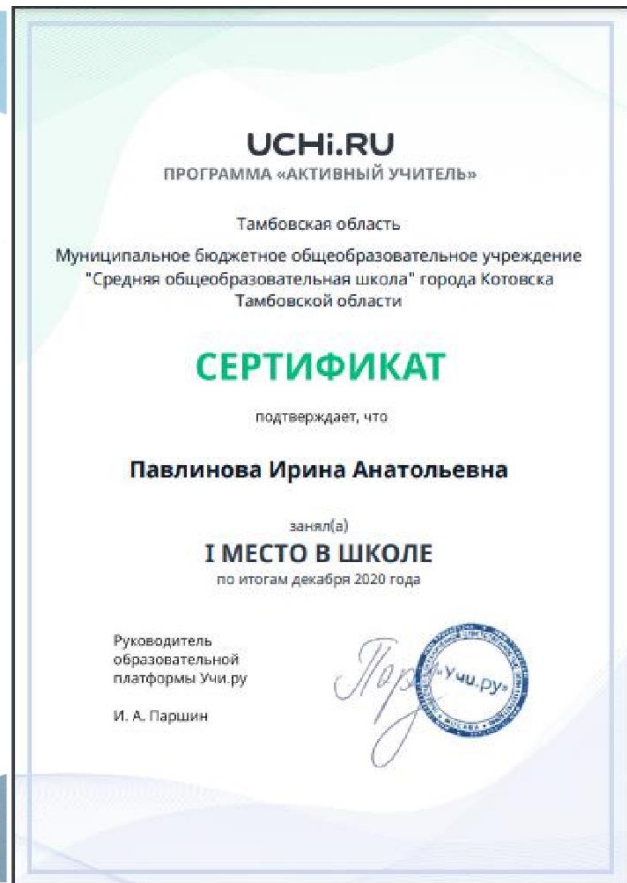 UCHi.RU
ПРОГРАММА «АКТИВНЫЙ УЧИТЕЛЬ»
Тамбовская область
Муниципальное бюджетное общеобразовательное учреждение
"Средняя общеобразовательная школа" города Котовска
Тамбовской области
СЕРТИФИКАТ
подтверждает, что
Павлинова Ирина Анатольевна
занял(а)
I МЕСТО В ШКОЛЕ
по итогам декабря 2020 года
Руководитель
образовательной
платформы Учи.ру
И. А. Паршин
«Учи.ру»